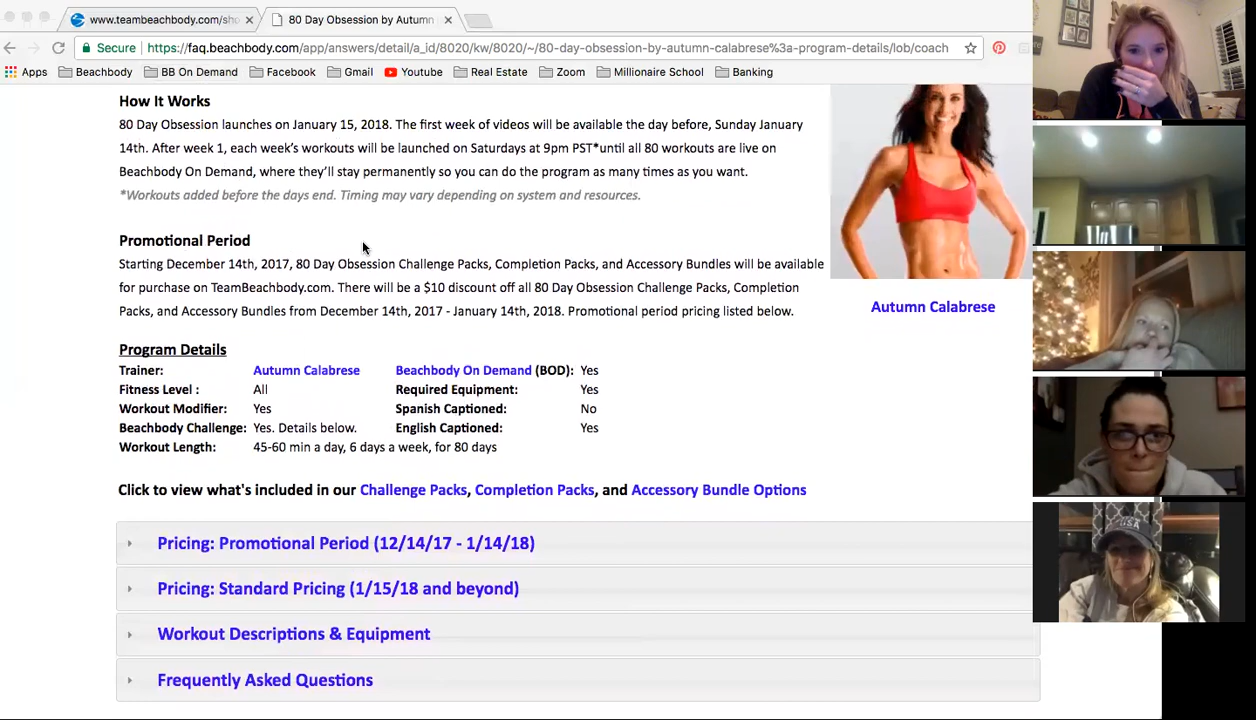 www.teambeachbody.com/sho
80 Day Obsession by Autumn
Secure
https://faq.beachbody.com/app/answers/detail/a_id/8020/kw/8020/~/80-day-obsession-by-autumn-calabrese%3a-program-details/lob/coach
Apps Beachbody BB On Demand Facebook Gmail Youtube Real Estate Zoom Millionaire School Banking
How It Works
80 Day Obsession launches on January 15, 2018. The first week of videos will be available the day before, Sunday January
14th. After week 1, each week's workouts will be launched on Saturdays at 9pm PST*until all 80 workouts are live on
Beachbody On Demand, where they'll stay permanently so you can do the program as many times as you want.
*Workouts added before the days end. Timing may vary depending on system and resources.
Promotional Period
Starting December 14th, 2017, 80 Day Obsession Challenge Packs, Completion Packs, and Accessory Bundles will be available
for purchase on TeamBeachbody.com. There will be a $10 discount off all 80 Day Obsession Challenge Packs, Completion
Packs, and Accessory Bundles from December 14th, 2017 - January 14th, 2018. Promotional period pricing listed below.
Autumn Calabrese
Program Details
Trainer: Autumn Calabrese Beachbody On Demand (BOD): Yes
Fitness Level : All Required Equipment: Yes
Workout Modifier: Yes Spanish Captioned: No
Beachbody Challenge: Yes. Details below. English Captioned: Yes
Workout Length: 45-60 min a day, 6 days a week, for 80 days
Click to view what's included in our Challenge Packs, Completion Packs, and Accessory Bundle Options
Pricing: Promotional Period (12/14/17 - 1/14/18)
Pricing: Standard Pricing (1/15/18 and beyond)
Workout Descriptions & Equipment
Frequently Asked Questions
USA